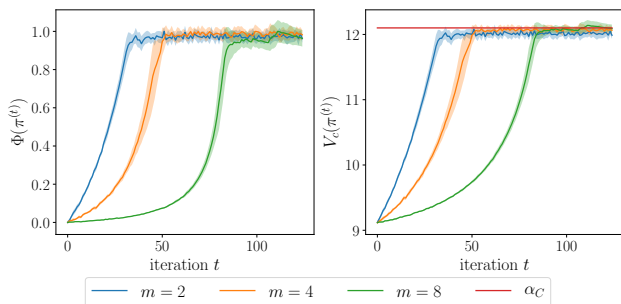 1.0
0.8
0.6
0.4
0.2
0.0
Φ(π^(t))
0
50
100
iteration t
12
11
10
9
V_c(π^(t))
0
50
100
iteration t
m = 2
m = 4
m = 8
α_C